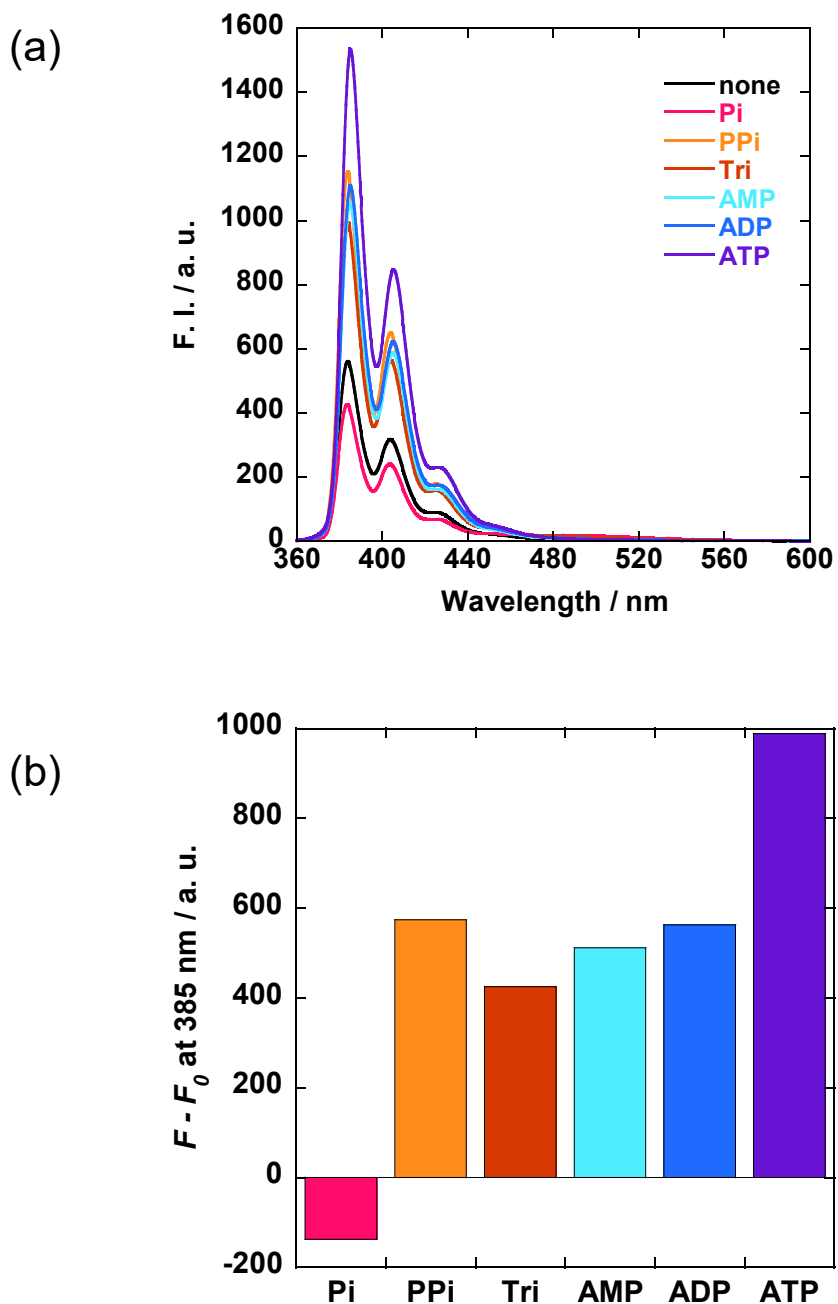 (a)
1600
1400
1200
1000
800
600
400
200
0
F. I. / a. u.
none
Pi
PPi
Tri
AMP
ADP
ATP
360 400 440 480 520 560 600
Wavelength / nm
(b)
1000
800
600
400
200
0
-200
F - F0 at 385 nm / a. u.
Pi PPi Tri AMP ADP ATP